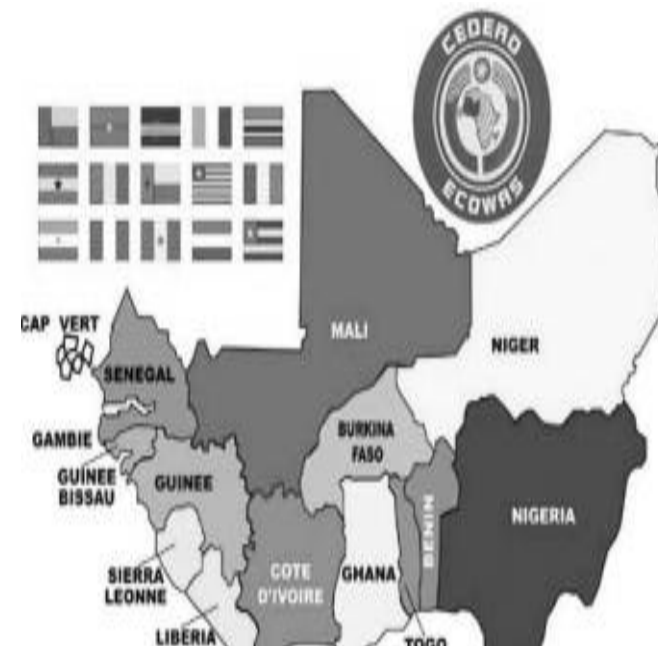 CEDEAO
ECOWAS
CAP VERT
MALI
NIGER
SENEGAL
GAMBIE
BURKINA
FASO
GUINEE
BISSAU
GUINEE
NIGERIA
BENIN
SIERRA
LEONNE
COTE
D'IVOIRE
GHANA
LIBERIA
TOGO